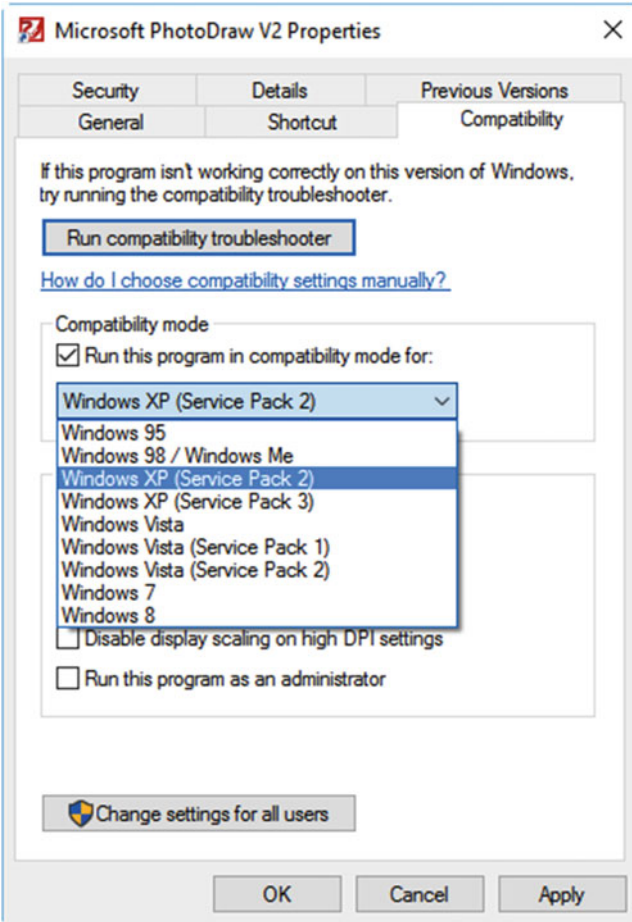 Microsoft PhotoDraw V2 Properties
Security Details Previous Versions
General Shortcut Compatibility
If this program isn't working correctly on this version of Windows,
try running the compatibility troubleshooter.
Run compatibility troubleshooter
How do I choose compatibility settings manually?
Compatibility mode
Run this program in compatibility mode for:
Windows XP (Service Pack 2)
Windows 95
Windows 98 / Windows Me
Windows XP (Service Pack 2)
Windows XP (Service Pack 3)
Windows Vista
Windows Vista (Service Pack 1)
Windows Vista (Service Pack 2)
Windows 7
Windows 8
Disable display scaling on high DPI settings
Run this program as an administrator
Change settings for all users
OK Cancel Apply